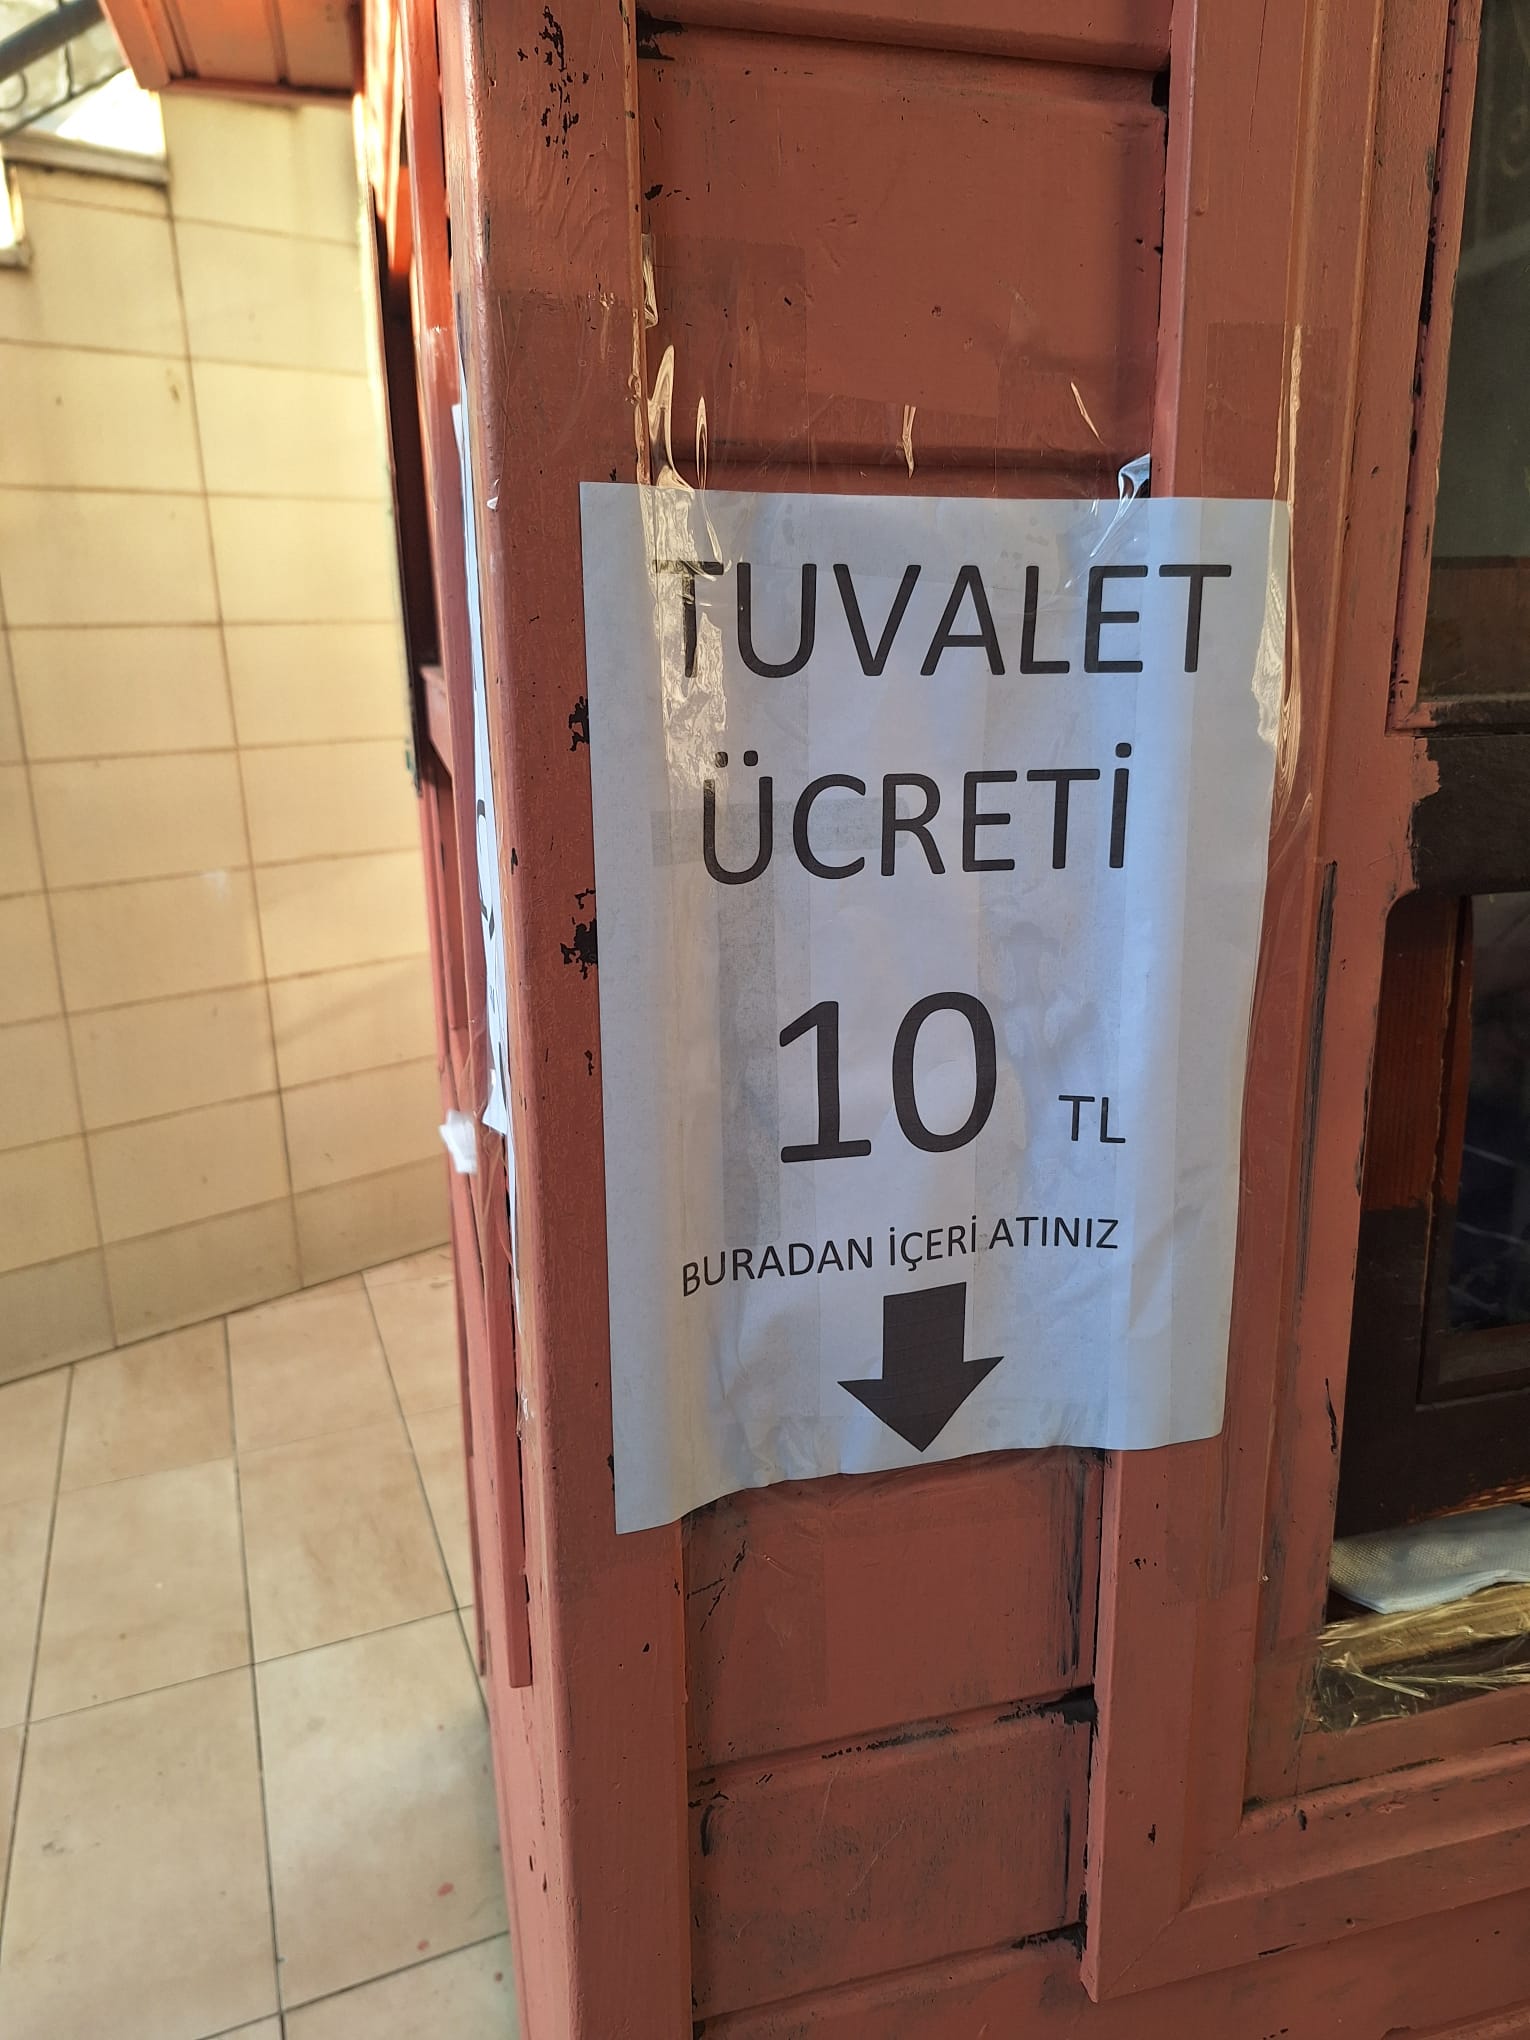 TUVALET
ÜCRETİ
10 TL
BURADAN İÇERİ ATINIZ